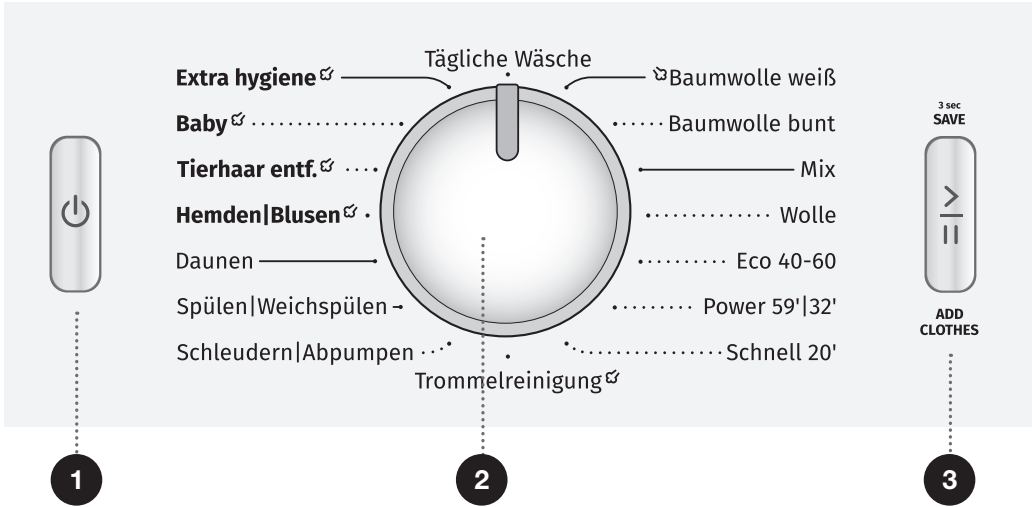 Tägliche Wäsche
Extra hygiene
Baby
Tierhaar entf.
Hemden|Blusen
Daunen
Spülen|Weichspülen
Schleudern|Abpumpen
Trommelreinigung
Baumwolle weiß
Baumwolle bunt
Mix
Wolle
Eco 40-60
Power 59'|32'
Schnell 20'
3 sec
SAVE
ADD
CLOTHES
1
2
3